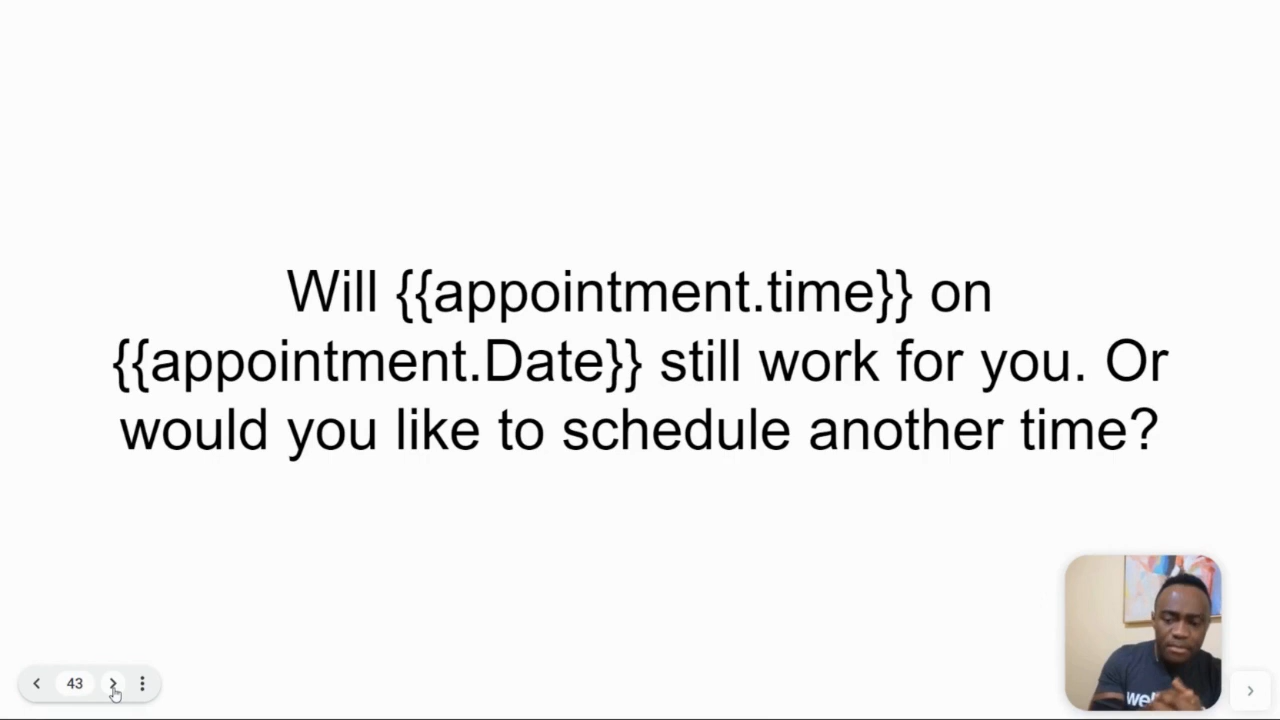 Will {{appointment.time}} on
{{appointment.Date}} still work for you. Or
would you like to schedule another time?
43